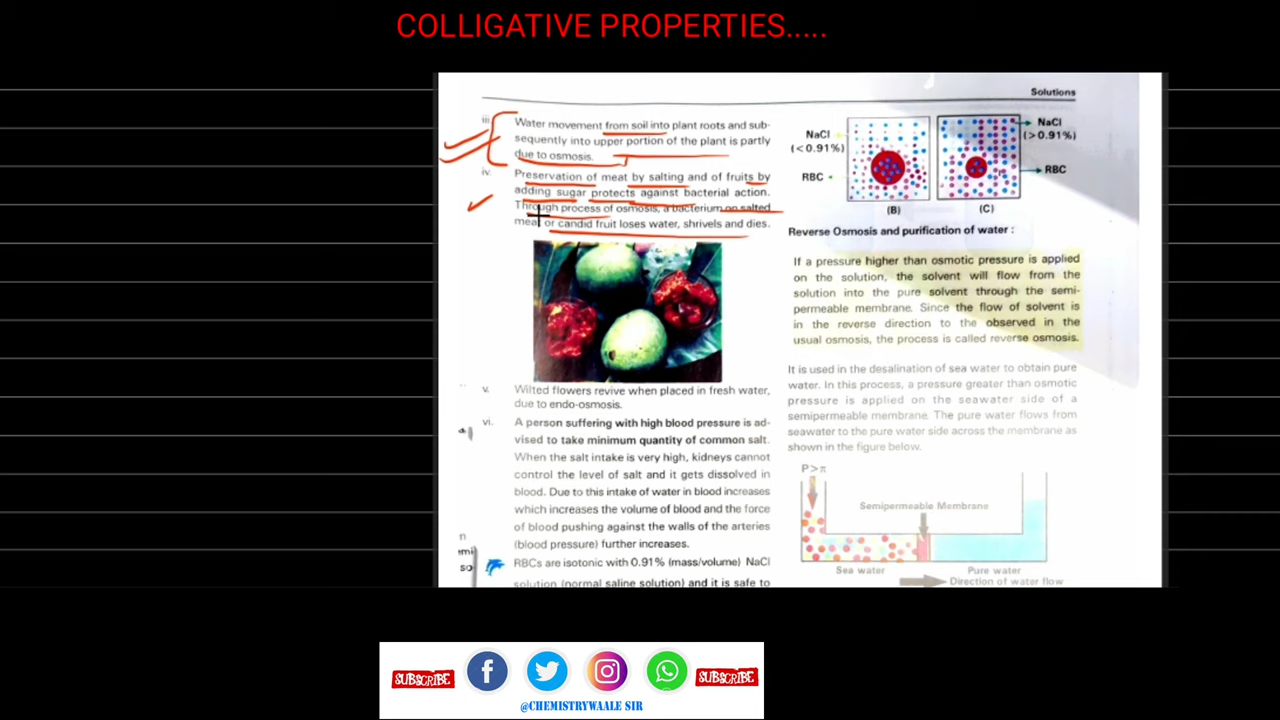 COLLIGATIVE PROPERTIES.....
Solutions
iii. Water movement from soil into plant roots and sub-
sequently into upper portion of the plant is partly
due to osmosis.
iv. Preservation of meat by salting and of fruits by
adding sugar protects against bacterial action.
Through process of osmosis, a bacterium on salted
meat or candid fruit loses water, shrivels and dies.
v. Wilted flowers revive when placed in fresh water,
due to endo-osmosis.
vi. A person suffering with high blood pressure is ad-
vised to take minimum quantity of common salt.
When the salt intake is very high, kidneys cannot
control the level of salt and it gets dissolved in
blood. Due to this intake of water in blood increases
which increases the volume of blood and the force
of blood pushing against the walls of the arteries
(blood pressure) further increases.
RBCs are isotonic with 0.91% (mass/volume) NaCl
solution (normal saline solution) and it is safe to
n
emi
so
NaCl
(<0.91%)
RBC
NaCl
(>0.91%)
RBC
(B)
(C)
Reverse Osmosis and purification of water :
If a pressure higher than osmotic pressure is applied
on the solution, the solvent will flow from the
solution into the pure solvent through the semi-
permeable membrane. Since the flow of solvent is
in the reverse direction to the observed in the
usual osmosis, the process is called reverse osmosis.
It is used in the desalination of sea water to obtain pure
water. In this process, a pressure greater than osmotic
pressure is applied on the seawater side of a
semipermeable membrane. The pure water flows from
seawater to the pure water side across the membrane as
shown in the figure below.
P>π
Semipermeable Membrane
Sea water
Pure water
Direction of water flow
SUBSCRIBE
SUBSCRIBE
@CHEMISTRYWAALE SIR